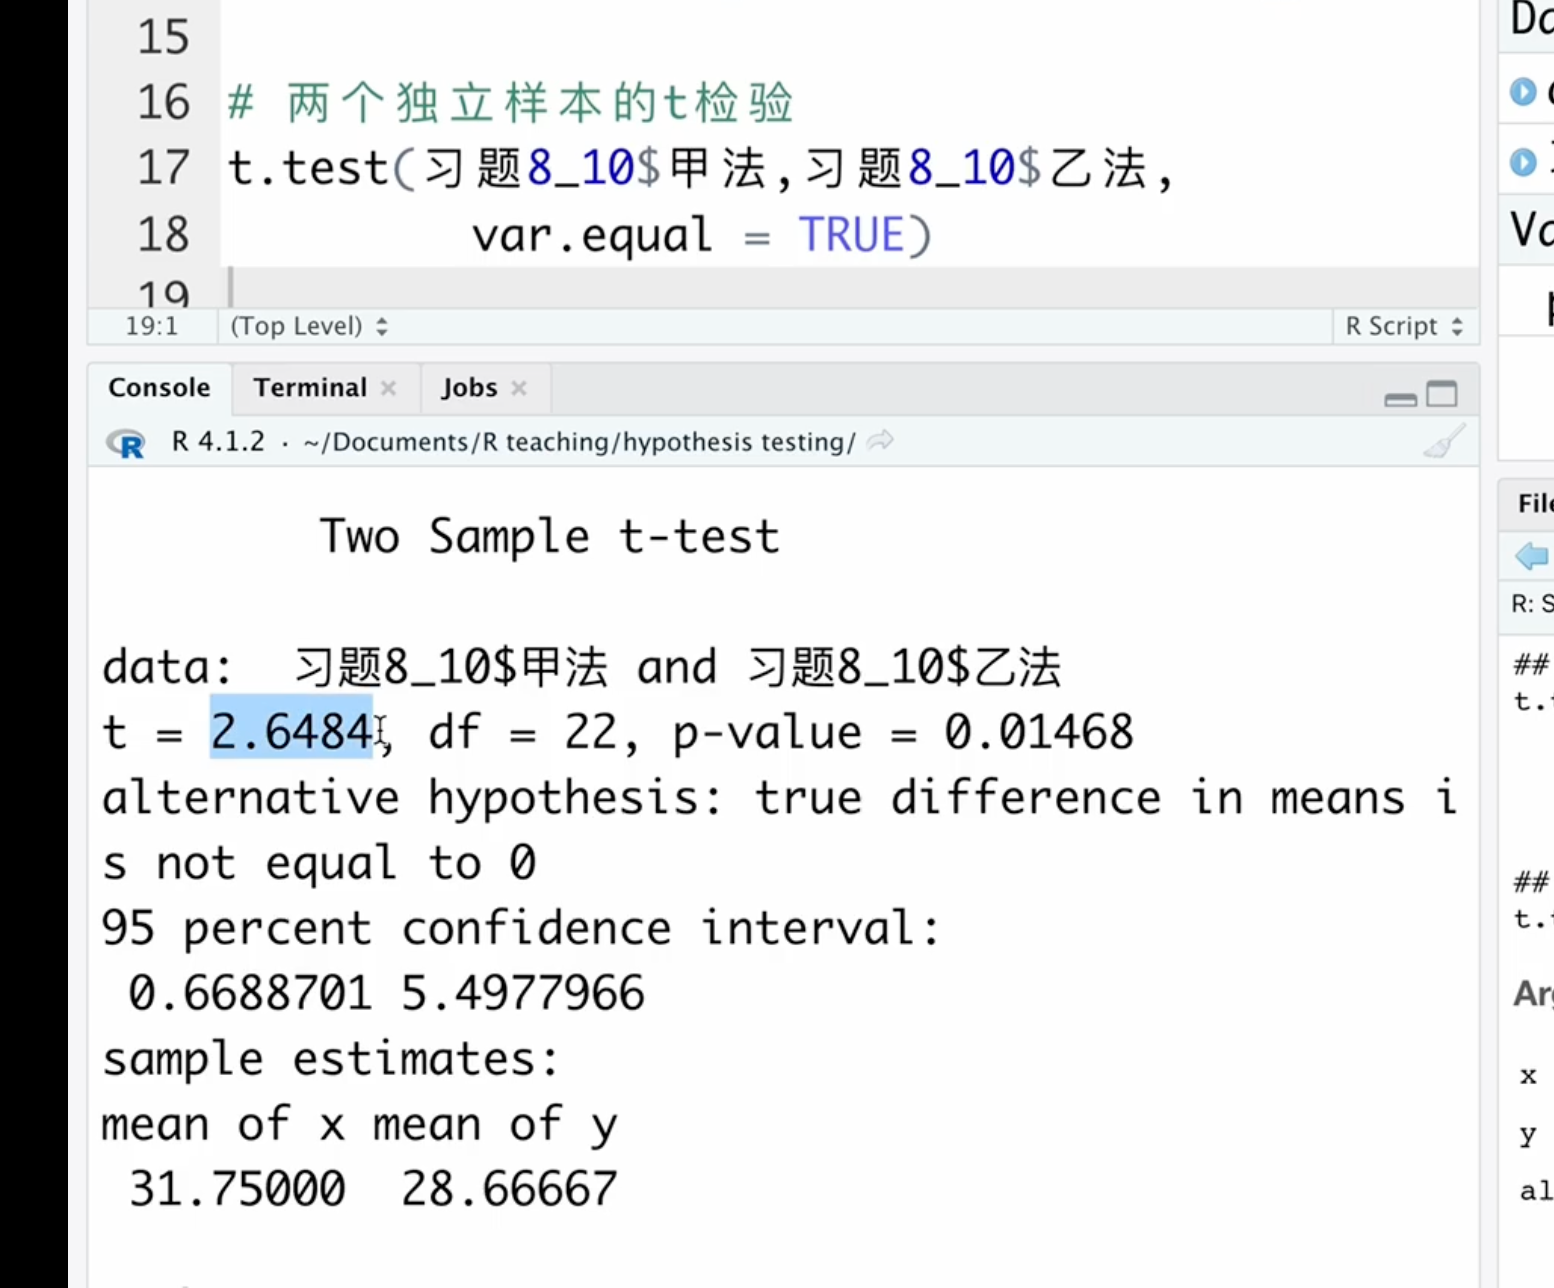 15
16 # 两个独立样本的t检验
17 t.test(习题8_10$甲法,习题8_10$乙法,
18 var.equal = TRUE)
19
19:1 (Top Level) R Script
Console Terminal Jobs
R 4.1.2 · ~/Documents/R teaching/hypothesis testing/
Two Sample t-test
data: 习题8_10$甲法 and 习题8_10$乙法
t = 2.6484, df = 22, p-value = 0.01468
alternative hypothesis: true difference in means i
s not equal to 0
95 percent confidence interval:
0.6688701 5.4977966
sample estimates:
mean of x mean of y
31.75000 28.66667
R: S
##
##
x
y